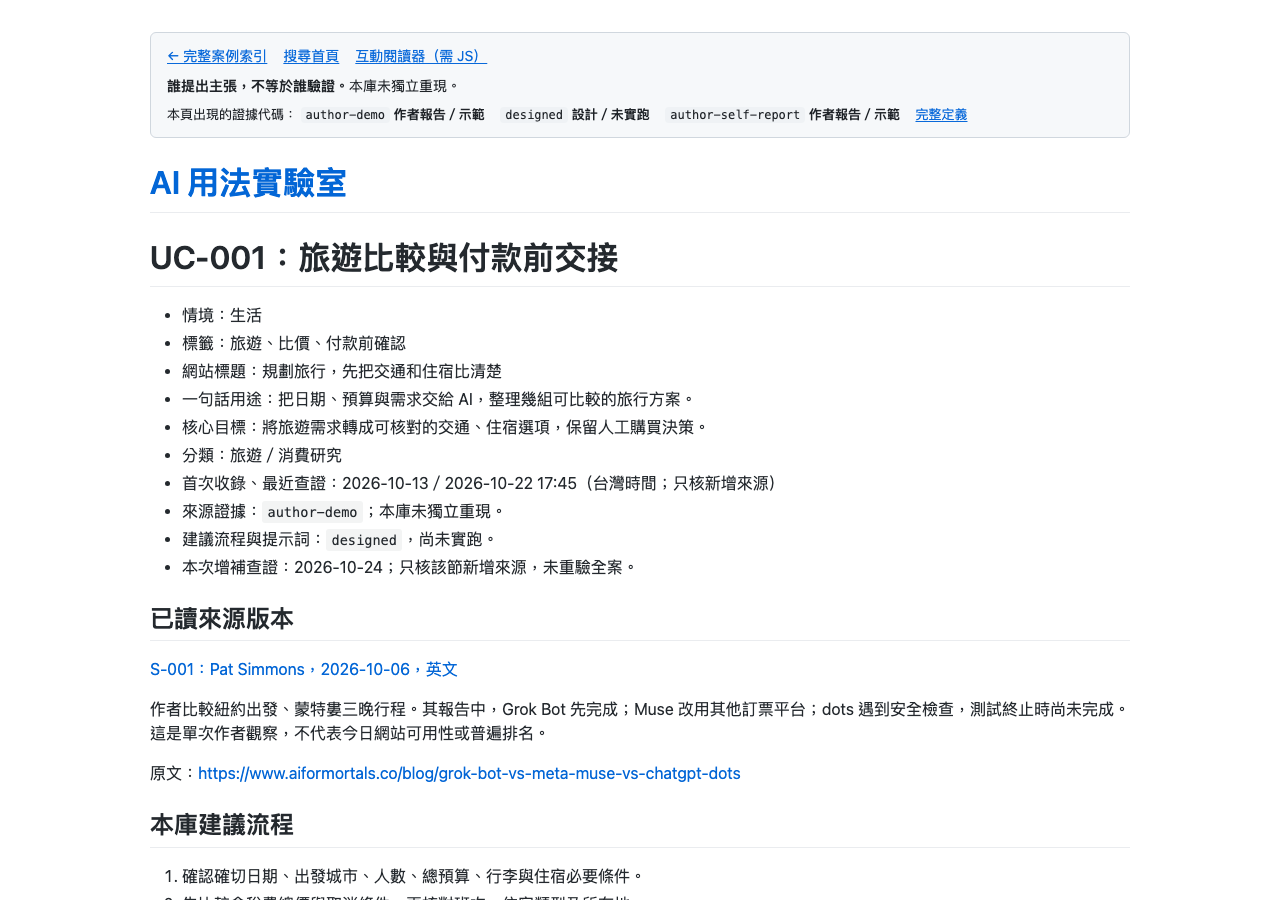 ← 完整案例索引 搜尋首頁 互動閱讀器（需 JS）
誰提出主張，不等於誰驗證。本庫未獨立重現。
本頁出現的證據代碼： author-demo 作者報告 / 示範 designed 設計 / 未實跑 author-self-report 作者報告 / 示範 完整定義
AI 用法實驗室
UC-001：旅遊比較與付款前交接
• 情境：生活
• 標籤：旅遊、比價、付款前確認
• 網站標題：規劃旅行，先把交通和住宿比清楚
• 一句話用途：把日期、預算與需求交給 AI，整理幾組可比較的旅行方案。
• 核心目標：將旅遊需求轉成可核對的交通、住宿選項，保留人工購買決策。
• 分類：旅遊 / 消費研究
• 首次收錄、最近查證：2026-10-13 / 2026-10-22 17:45（台灣時間；只核新增來源）
• 來源證據：author-demo；本庫未獨立重現。
• 建議流程與提示詞：designed，尚未實跑。
• 本次增補查證：2026-10-24；只核該節新增來源，未重驗全案。
已讀來源版本
S-001：Pat Simmons，2026-10-06，英文
作者比較紐約出發、蒙特婁三晚行程。其報告中，Grok Bot 先完成；Muse 改用其他訂票平台；dots 遇到安全檢查，測試終止時尚未完成。
這是單次作者觀察，不代表今日網站可用性或普遍排名。
原文：https://www.aiformortals.co/blog/grok-bot-vs-meta-muse-vs-chatgpt-dots
本庫建議流程
1. 確認確切日期、出發城市、人數、總預算、行李與住宿必要條件。